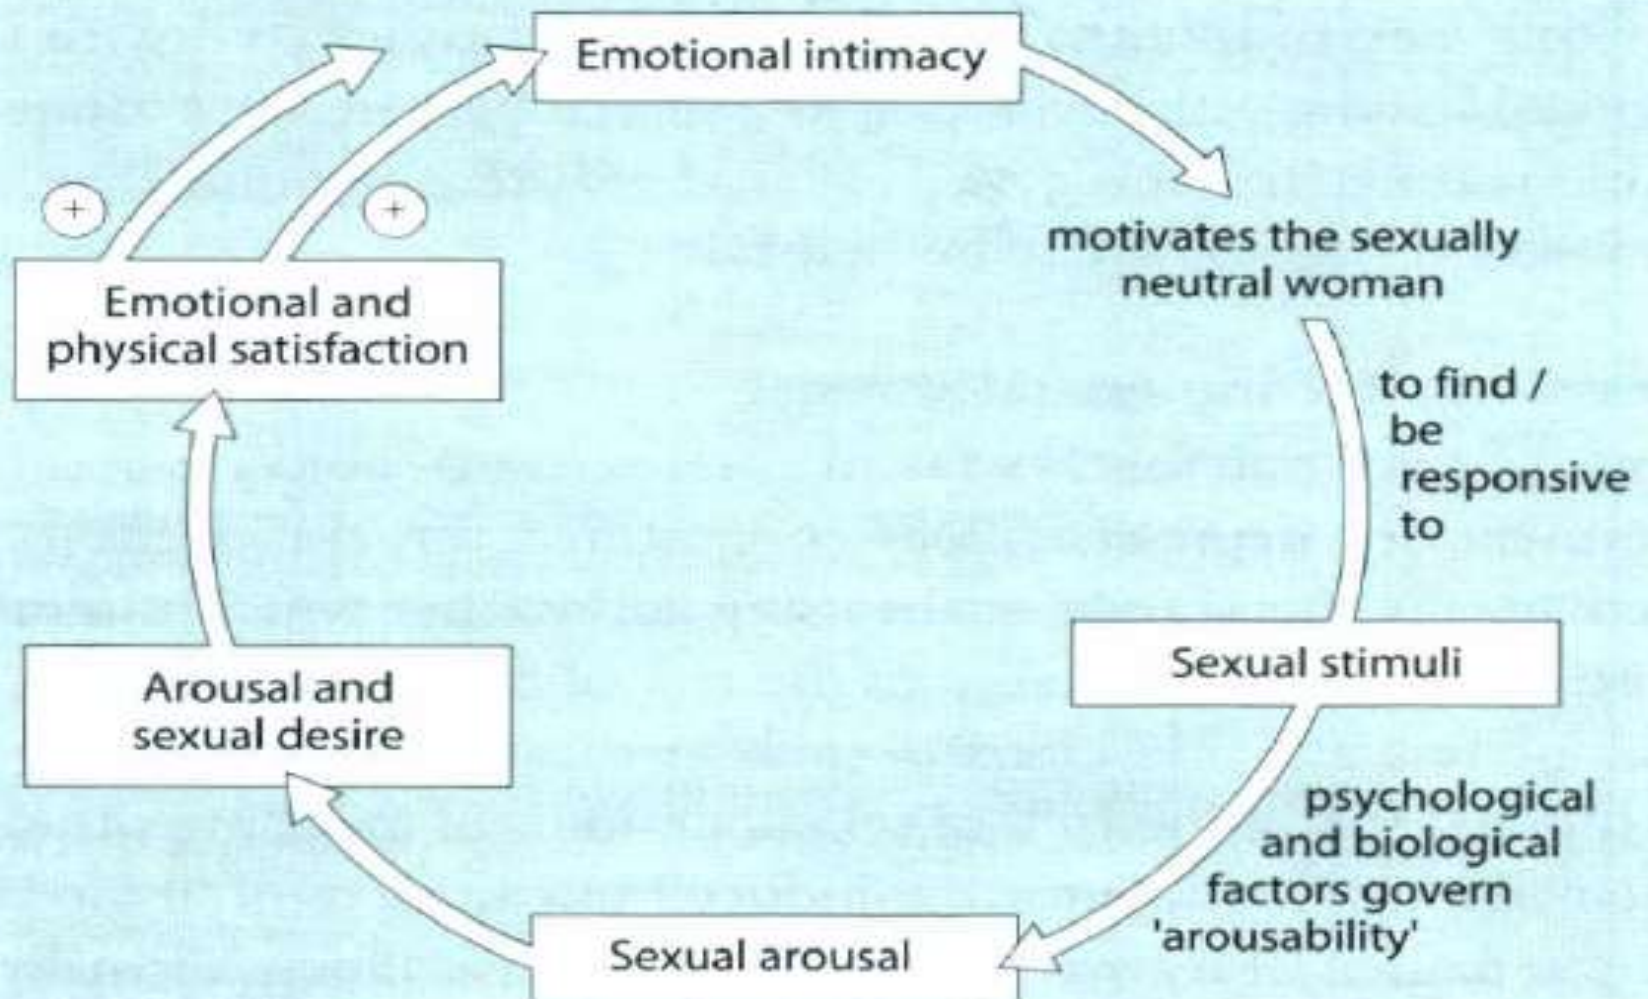 Emotional intimacy
motivates the sexually
neutral woman
to find /
be
responsive
to
Sexual stimuli
psychological
and biological
factors govern
'arousability'
Sexual arousal
Arousal and
sexual desire
Emotional and
physical satisfaction
+
+